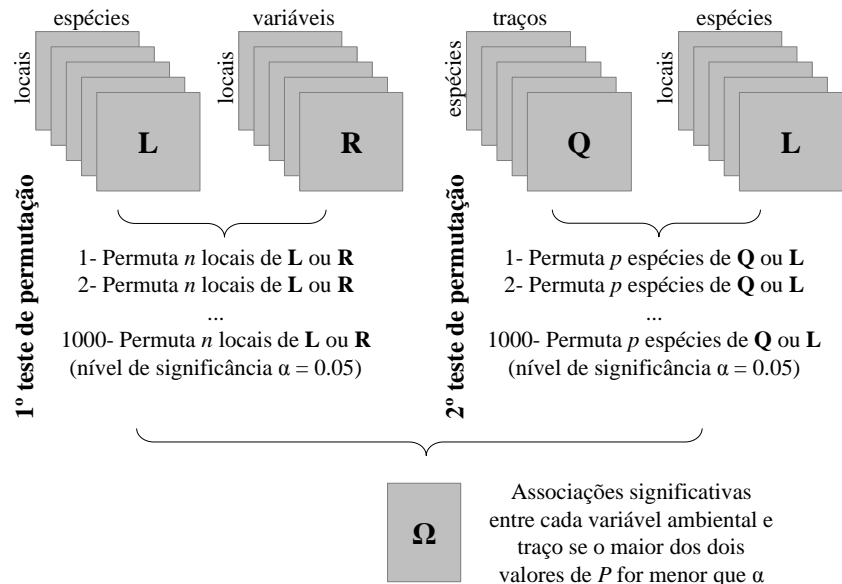 espécies
locais
L
variáveis
locais
R
1º teste de permutação
1- Permuta n locais de L ou R
2- Permuta n locais de L ou R
...
1000- Permuta n locais de L ou R
(nível de significância α = 0.05)
traços
espécies
Q
espécies
locais
L
2º teste de permutação
1- Permuta p espécies de Q ou L
2- Permuta p espécies de Q ou L
...
1000- Permuta p espécies de Q ou L
(nível de significância α = 0.05)
Ω
Associações significativas
entre cada variável ambiental e
traço se o maior dos dois
valores de P for menor que α